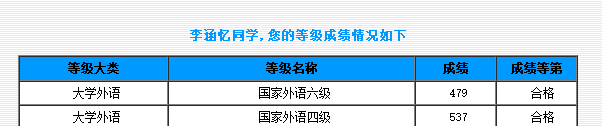 李涵忆同学,您的等级成绩情况如下
等级大类 等级名称 成绩 成绩等第
大学外语 国家外语六级 479 合格
大学外语 国家外语四级 537 合格